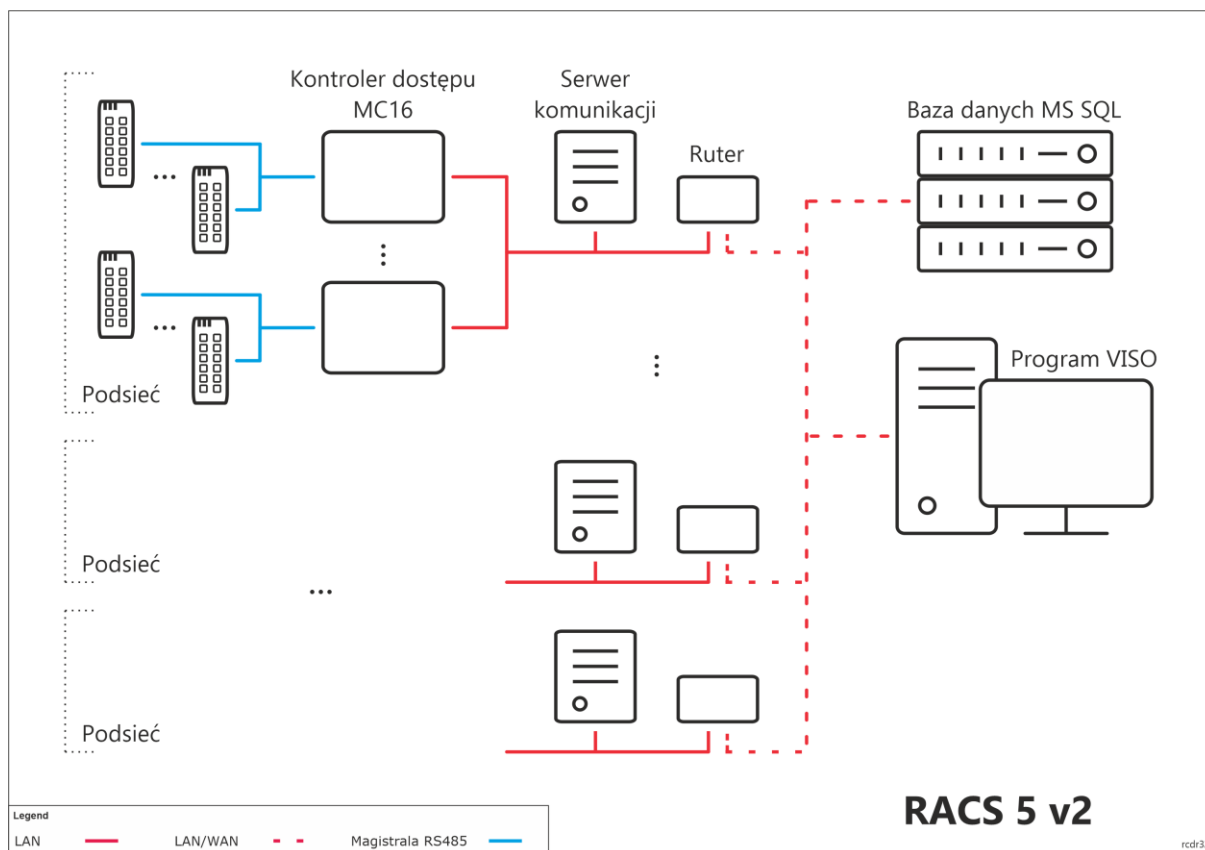 Kontroler dostępu
MC16
Serwer
komunikacji
Ruter
Baza danych MS SQL
Podsieć
Program VISO
Podsieć
Podsieć
RACS 5 v2
Legend
LAN
LAN/WAN
Magistrala RS485